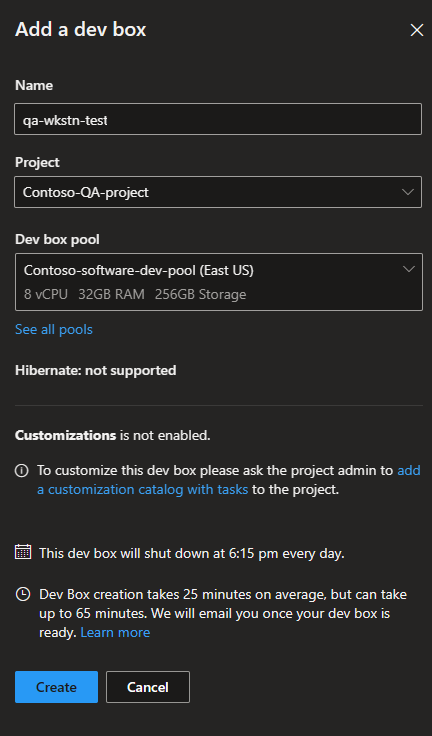 Add a dev box
Name
qa-wkstn-test
Project
Contoso-QA-project
Dev box pool
Contoso-software-dev-pool (East US)
8 vCPU 32GB RAM 256GB Storage
See all pools
Hibernate: not supported
Customizations is not enabled.
To customize this dev box please ask the project admin to add
a customization catalog with tasks to the project.
This dev box will shut down at 6:15 pm every day.
Dev Box creation takes 25 minutes on average, but can take
up to 65 minutes. We will email you once your dev box is
ready. Learn more
Create Cancel